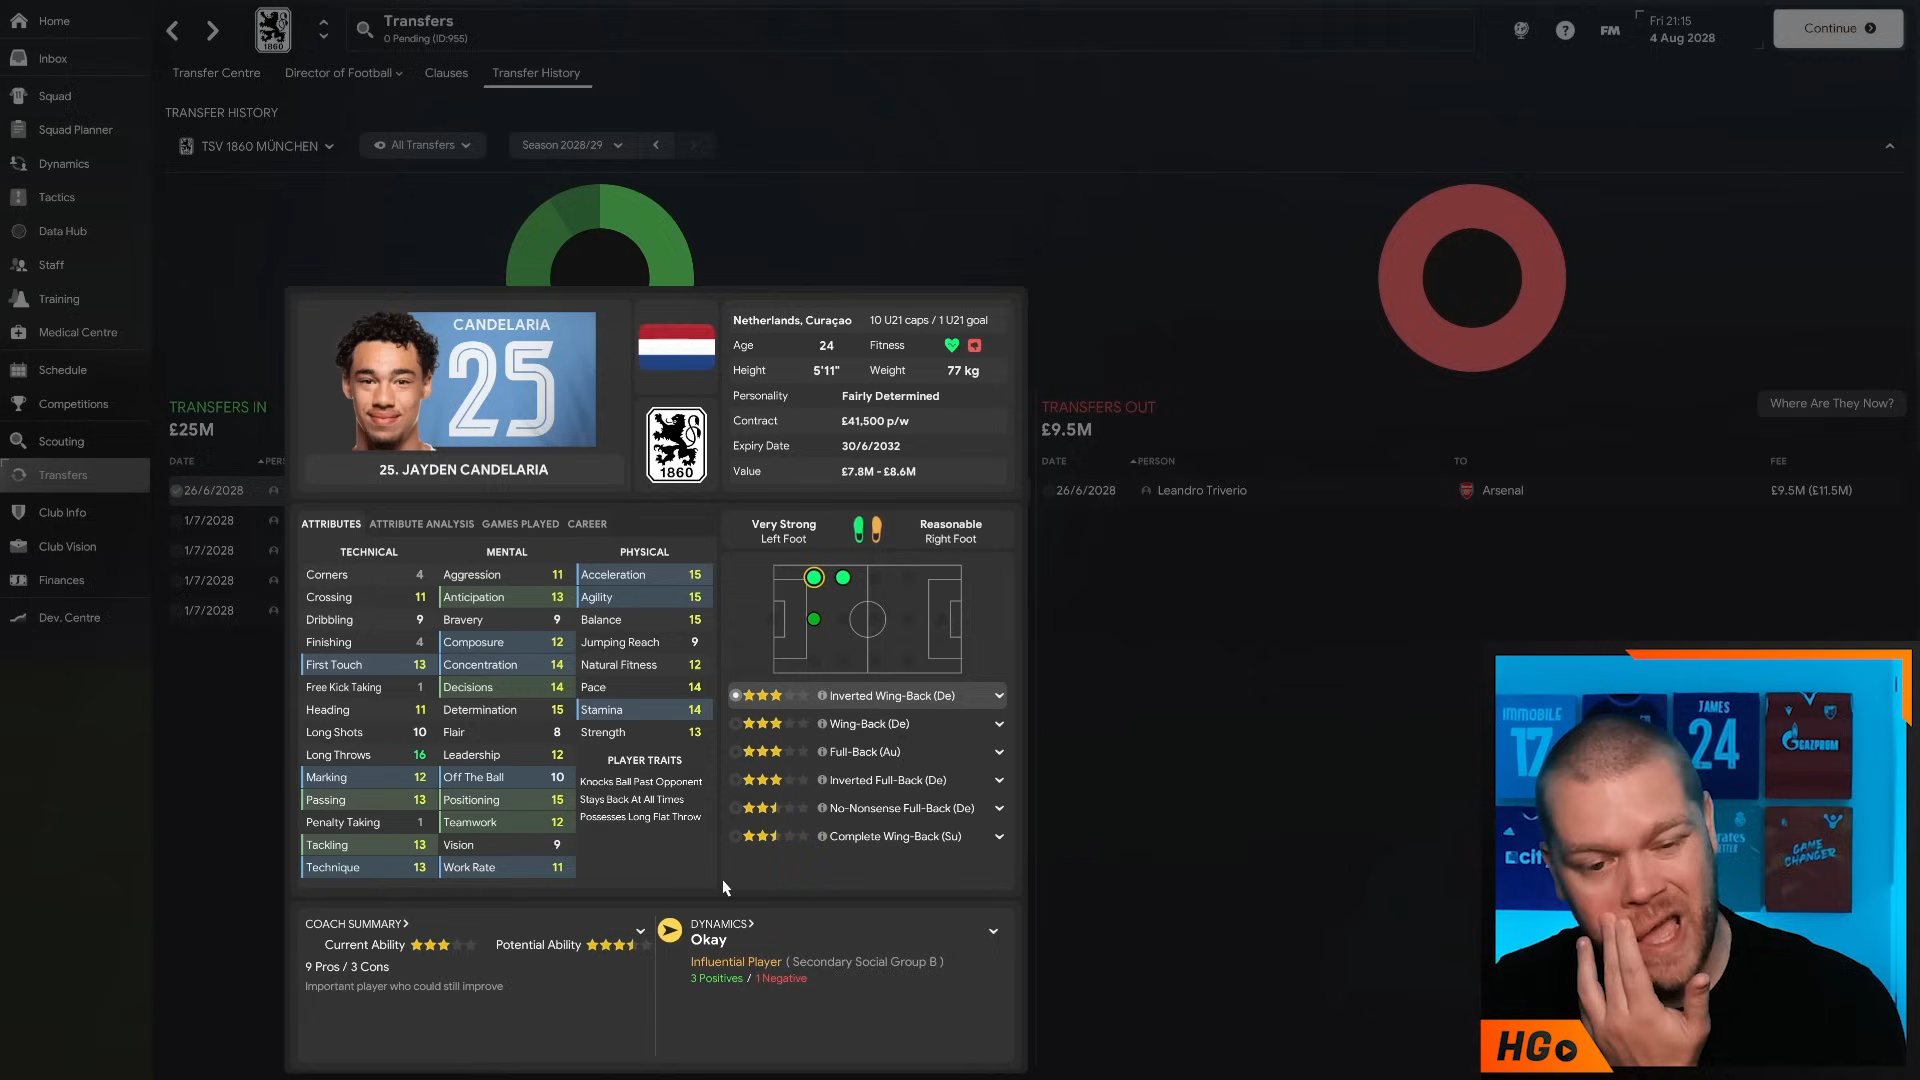 Home
Inbox
Squad
Squad Planner
Dynamics
Tactics
Data Hub
Staff
Training
Medical Centre
Schedule
Competitions
Scouting
Transfers
Club Info
Club Vision
Finances
Dev. Centre
1860
Transfers
0 Pending (ID:955)
FM
Fri 21:15
4 Aug 2028
Continue
Transfer Centre
Director of Football
Clauses
Transfer History
TRANSFER HISTORY
TSV 1860 MÜNCHEN
All Transfers
Season 2028/29
TRANSFERS IN
£25M
DATE
26/6/2028
1/7/2028
1/7/2028
1/7/2028
1/7/2028
TRANSFERS OUT
£9.5M
Where Are They Now?
DATE PERSON TO FEE
26/6/2028 Leandro Triverio Arsenal £9.5M (£11.5M)
CANDELARIA
25
25. JAYDEN CANDELARIA
1860
Netherlands, Curaçao 10 U21 caps / 1 U21 goal
Age 24 Fitness
Height 5'11" Weight 77 kg
Personality Fairly Determined
Contract £41,500 p/w
Expiry Date 30/6/2032
Value £7.8M - £8.6M
ATTRIBUTES ATTRIBUTE ANALYSIS GAMES PLAYED CAREER
TECHNICAL MENTAL PHYSICAL
Corners 4 Aggression 11 Acceleration 15
Crossing 11 Anticipation 13 Agility 15
Dribbling 9 Bravery 9 Balance 15
Finishing 4 Composure 12 Jumping Reach 9
First Touch 13 Concentration 14 Natural Fitness 12
Free Kick Taking 1 Decisions 14 Pace 14
Heading 11 Determination 15 Stamina 14
Long Shots 10 Flair 8 Strength 13
Long Throws 16 Leadership 12
Marking 12 Off The Ball 10
Passing 13 Positioning 15
Penalty Taking 1 Teamwork 12
Tackling 13 Vision 9
Technique 13 Work Rate 11
PLAYER TRAITS
Knocks Ball Past Opponent
Stays Back At All Times
Possesses Long Flat Throw
Very Strong
Left Foot
Reasonable
Right Foot
Inverted Wing-Back (De)
Wing-Back (De)
Full-Back (Au)
Inverted Full-Back (De)
No-Nonsense Full-Back (De)
Complete Wing-Back (Su)
COACH SUMMARY
Current Ability
Potential Ability
9 Pros / 3 Cons
Important player who could still improve
DYNAMICS
Okay
Influential Player ( Secondary Social Group B )
3 Positives / 1 Negative
IMMOBILE
17
JAMES
24
GAZPROM
GAME
CHANGER
HG